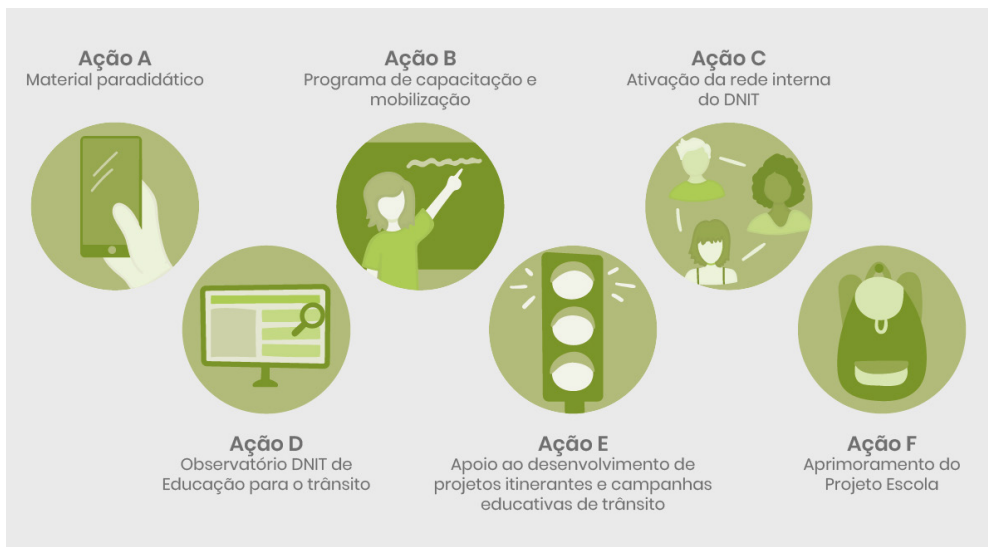 Ação A
Material paradidático
Ação B
Programa de capacitação e
mobilização
Ação C
Ativação da rede interna
do DNIT
Ação D
Observatório DNIT de
Educação para o trânsito
Ação E
Apoio ao desenvolvimento de
projetos itinerantes e campanhas
educativas de trânsito
Ação F
Aprimoramento do
Projeto Escola